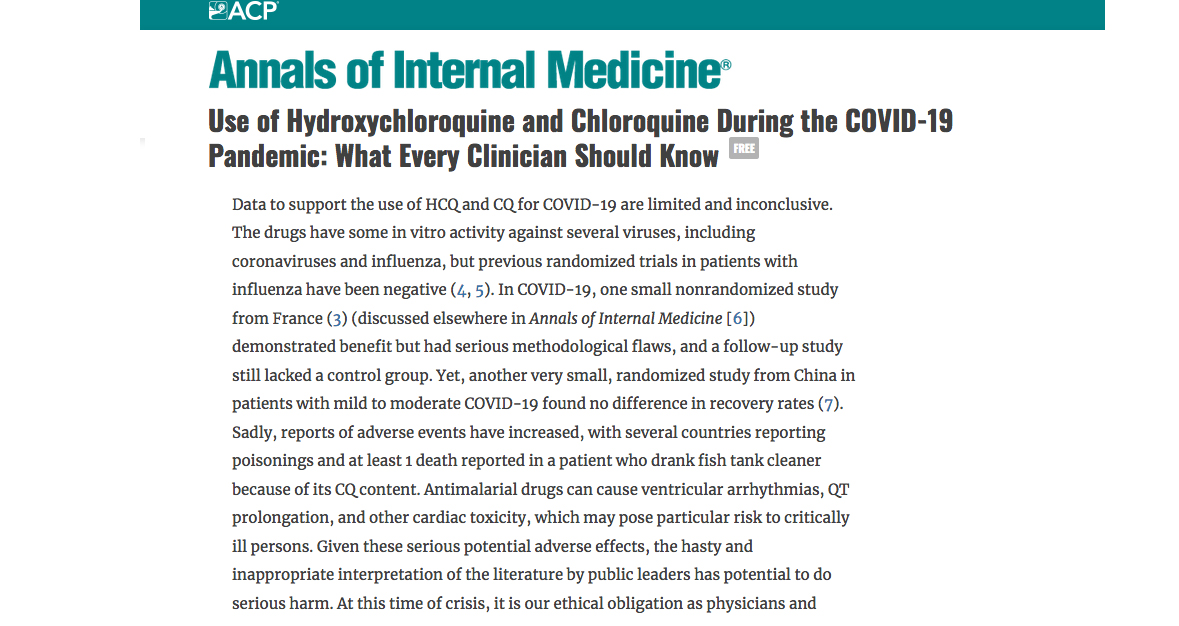 ACP
Annals of Internal Medicine®
Use of Hydroxychloroquine and Chloroquine During the COVID-19
Pandemic: What Every Clinician Should Know FREE
Data to support the use of HCQ and CQ for COVID-19 are limited and inconclusive.
The drugs have some in vitro activity against several viruses, including
coronaviruses and influenza, but previous randomized trials in patients with
influenza have been negative (4, 5). In COVID-19, one small nonrandomized study
from France (3) (discussed elsewhere in Annals of Internal Medicine [6])
demonstrated benefit but had serious methodological flaws, and a follow-up study
still lacked a control group. Yet, another very small, randomized study from China in
patients with mild to moderate COVID-19 found no difference in recovery rates (7).
Sadly, reports of adverse events have increased, with several countries reporting
poisonings and at least 1 death reported in a patient who drank fish tank cleaner
because of its CQ content. Antimalarial drugs can cause ventricular arrhythmias, QT
prolongation, and other cardiac toxicity, which may pose particular risk to critically
ill persons. Given these serious potential adverse effects, the hasty and
inappropriate interpretation of the literature by public leaders has potential to do
serious harm. At this time of crisis, it is our ethical obligation as physicians and